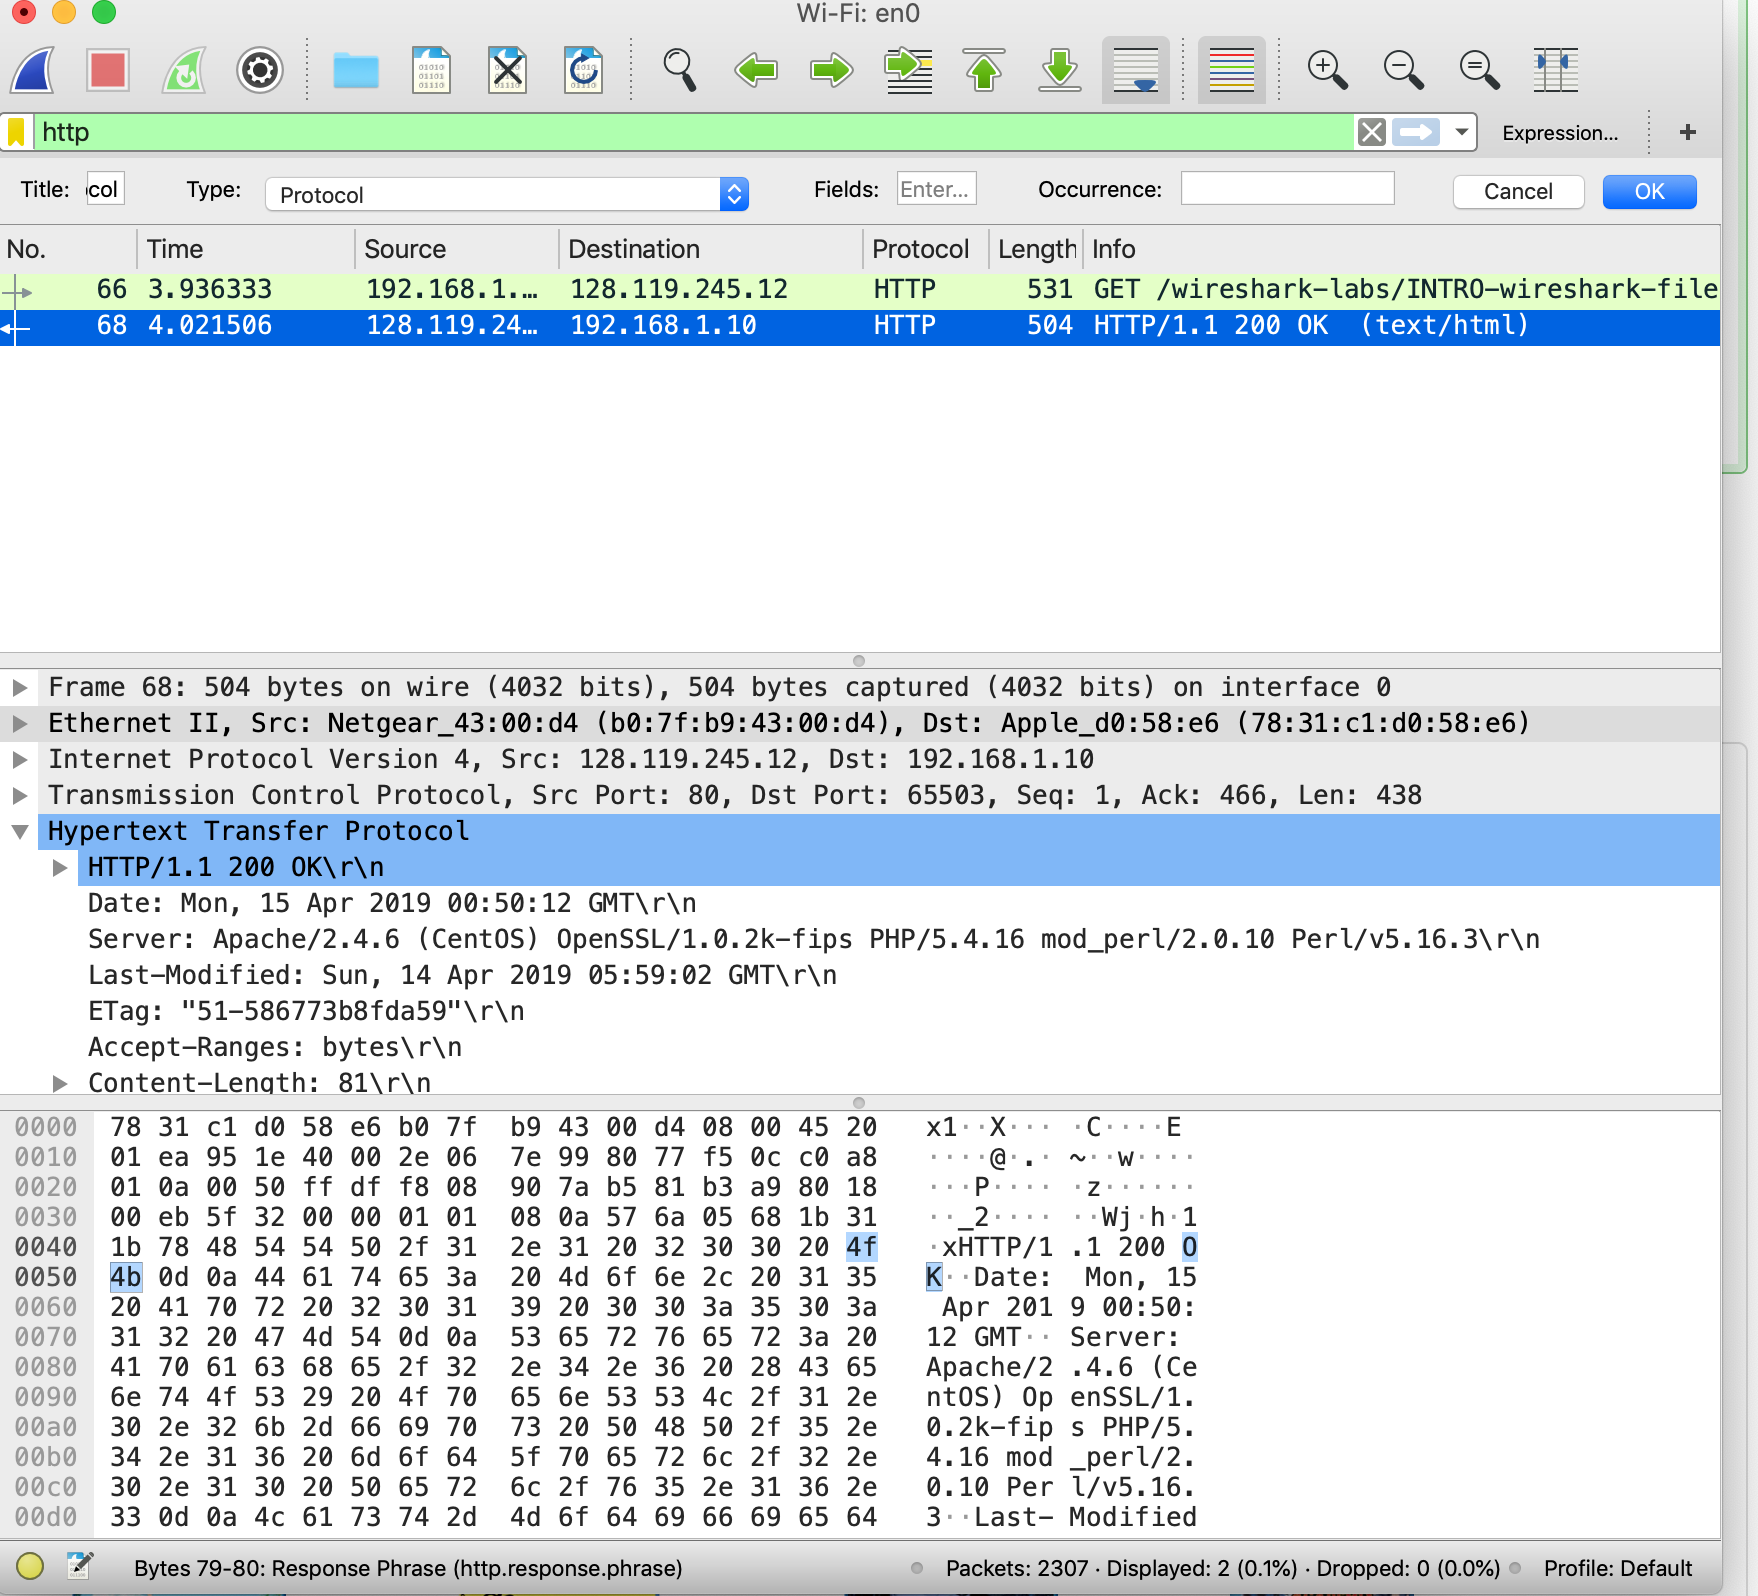 Wi-Fi: en0
http
Expression...
+
Title: col Type: Protocol Fields: Enter... Occurrence: Cancel OK
No. Time Source Destination Protocol Length Info
66 3.936333 192.168.1.… 128.119.245.12 HTTP 531 GET /wireshark-labs/INTRO-wireshark-file
68 4.021506 128.119.24… 192.168.1.10 HTTP 504 HTTP/1.1 200 OK  (text/html)
Frame 68: 504 bytes on wire (4032 bits), 504 bytes captured (4032 bits) on interface 0
Ethernet II, Src: Netgear_43:00:d4 (b0:7f:b9:43:00:d4), Dst: Apple_d0:58:e6 (78:31:c1:d0:58:e6)
Internet Protocol Version 4, Src: 128.119.245.12, Dst: 192.168.1.10
Transmission Control Protocol, Src Port: 80, Dst Port: 65503, Seq: 1, Ack: 466, Len: 438
Hypertext Transfer Protocol
HTTP/1.1 200 OK\r\n
Date: Mon, 15 Apr 2019 00:50:12 GMT\r\n
Server: Apache/2.4.6 (CentOS) OpenSSL/1.0.2k-fips PHP/5.4.16 mod_perl/2.0.10 Perl/v5.16.3\r\n
Last-Modified: Sun, 14 Apr 2019 05:59:02 GMT\r\n
ETag: "51-586773b8fda59"\r\n
Accept-Ranges: bytes\r\n
Content-Length: 81\r\n
0000 78 31 c1 d0 58 e6 b0 7f b9 43 00 d4 08 00 45 20 x1··X··· ·C····E
0010 01 ea 95 1e 40 00 2e 06 7e 99 80 77 f5 0c c0 a8 ····@·.· ~··w····
0020 01 0a 00 50 ff df f8 08 90 7a b5 81 b3 a9 80 18 ···P···· ·z······
0030 00 eb 5f 32 00 00 01 01 08 0a 57 6a 05 68 1b 31 ··_2···· ··Wj·h·1
0040 1b 78 48 54 54 50 2f 31 2e 31 20 32 30 30 20 4f ·xHTTP/1 .1 200 O
0050 4b 0d 0a 44 61 74 65 3a 20 4d 6f 6e 2c 20 31 35 K··Date:  Mon, 15
0060 20 41 70 72 20 32 30 31 39 20 30 30 3a 35 30 3a  Apr 201 9 00:50:
0070 31 32 20 47 4d 54 0d 0a 53 65 72 76 65 72 3a 20 12 GMT·· Server:
0080 41 70 61 63 68 65 2f 32 2e 34 2e 36 20 28 43 65 Apache/2 .4.6 (Ce
0090 6e 74 4f 53 29 20 4f 70 65 6e 53 53 4c 2f 31 2e ntOS) Op enSSL/1.
00a0 30 2e 32 6b 2d 66 69 70 73 20 50 48 50 2f 35 2e 0.2k-fip s PHP/5.
00b0 34 2e 31 36 20 6d 6f 64 5f 70 65 72 6c 2f 32 2e 4.16 mod _perl/2.
00c0 30 2e 31 30 20 50 65 72 6c 2f 76 35 2e 31 36 2e 0.10 Per l/v5.16.
00d0 33 0d 0a 4c 61 73 74 2d 4d 6f 64 69 66 69 65 64 3··Last- Modified
Bytes 79-80: Response Phrase (http.response.phrase) Packets: 2307 · Displayed: 2 (0.1%) · Dropped: 0 (0.0%) Profile: Default